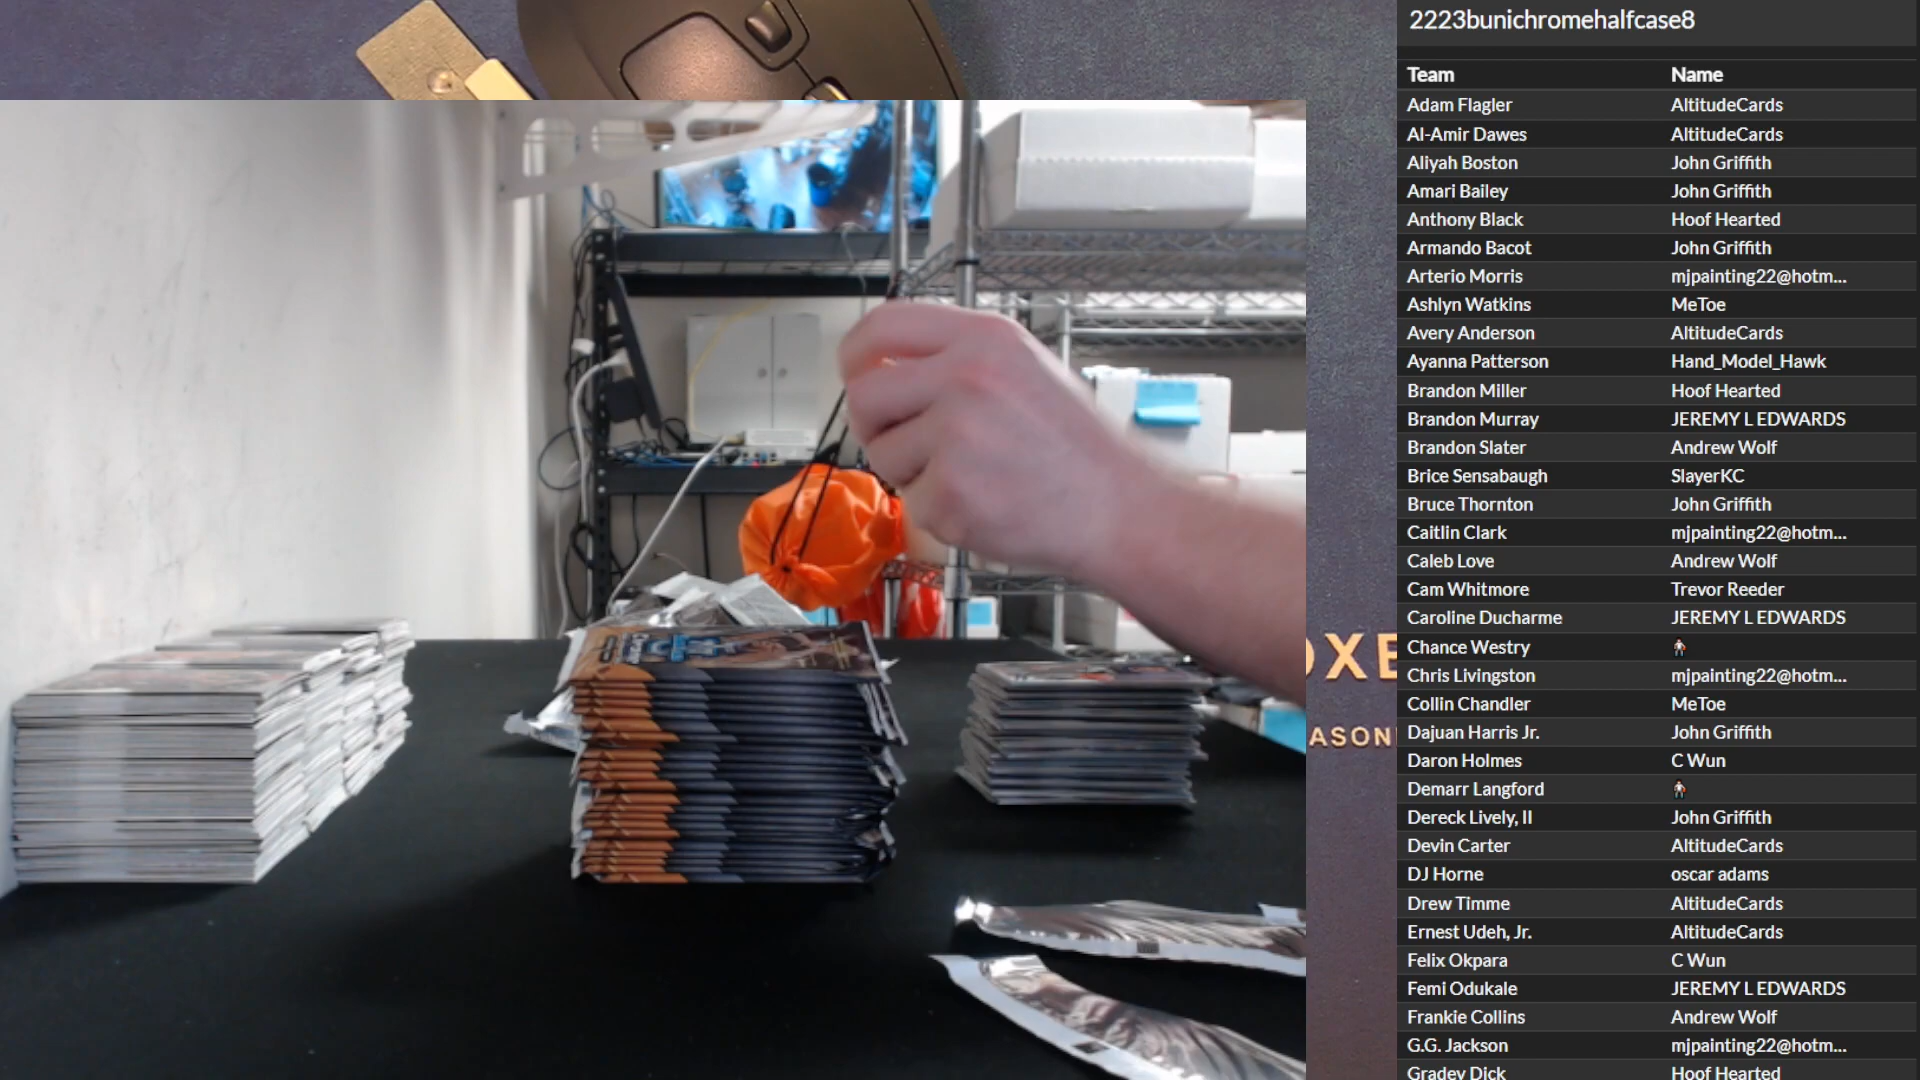 2223bunichromehalfcase8
Team Name
Adam Flagler AltitudeCards
Al-Amir Dawes AltitudeCards
Aliyah Boston John Griffith
Amari Bailey John Griffith
Anthony Black Hoof Hearted
Armando Bacot John Griffith
Arterio Morris mjpainting22@hotm...
Ashlyn Watkins MeToe
Avery Anderson AltitudeCards
Ayanna Patterson Hand_Model_Hawk
Brandon Miller Hoof Hearted
Brandon Murray JEREMY L EDWARDS
Brandon Slater Andrew Wolf
Brice Sensabaugh SlayerKC
Bruce Thornton John Griffith
Caitlin Clark mjpainting22@hotm...
Caleb Love Andrew Wolf
Cam Whitmore Trevor Reeder
Caroline Ducharme JEREMY L EDWARDS
Chance Westry
Chris Livingston mjpainting22@hotm...
Collin Chandler MeToe
Dajuan Harris Jr. John Griffith
Daron Holmes C Wun
Demarr Langford
Dereck Lively, II John Griffith
Devin Carter AltitudeCards
DJ Horne oscar adams
Drew Timme AltitudeCards
Ernest Udeh, Jr. AltitudeCards
Felix Okpara C Wun
Femi Odukale JEREMY L EDWARDS
Frankie Collins Andrew Wolf
G.G. Jackson mjpainting22@hotm...
Gradey Dick Hoof Hearted
OXE
ASON